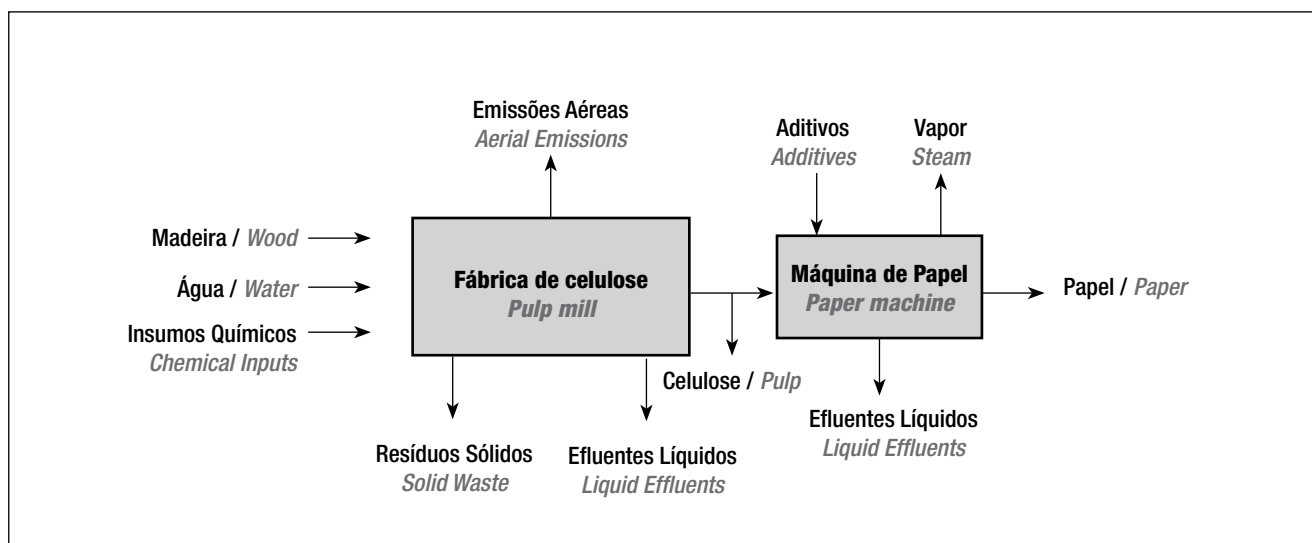 Emissões Aéreas
Aerial Emissions
Aditivos
Additives
Vapor
Steam
Madeira / Wood
Água / Water
Insumos Químicos
Chemical Inputs
Fábrica de celulose
Pulp mill
Máquina de Papel
Paper machine
Papel / Paper
Celulose / Pulp
Resíduos Sólidos
Solid Waste
Efluentes Líquidos
Liquid Effluents
Efluentes Líquidos
Liquid Effluents